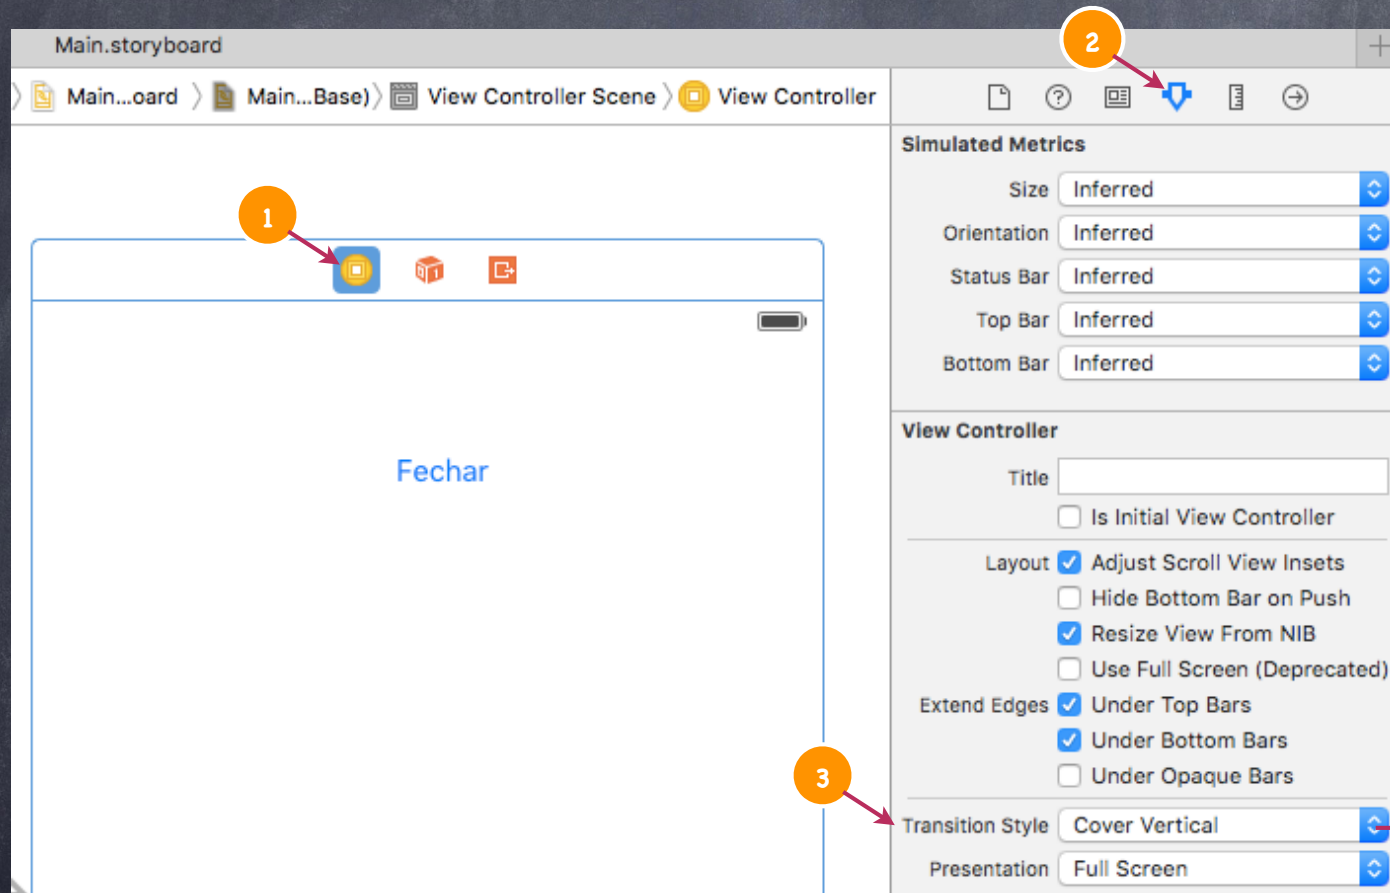 2
Main.storyboard
Main...oard 〉 Main...Base)〉 View Controller Scene 〉 View Controller
Simulated Metrics
Size Inferred
1
Orientation Inferred
Status Bar Inferred
Top Bar Inferred
Bottom Bar Inferred
View Controller
Fechar
Title
Is Initial View Controller
Layout Adjust Scroll View Insets
Hide Bottom Bar on Push
Resize View From NIB
Use Full Screen (Deprecated)
Extend Edges Under Top Bars
Under Bottom Bars
3
Under Opaque Bars
Transition Style Cover Vertical
Presentation Full Screen